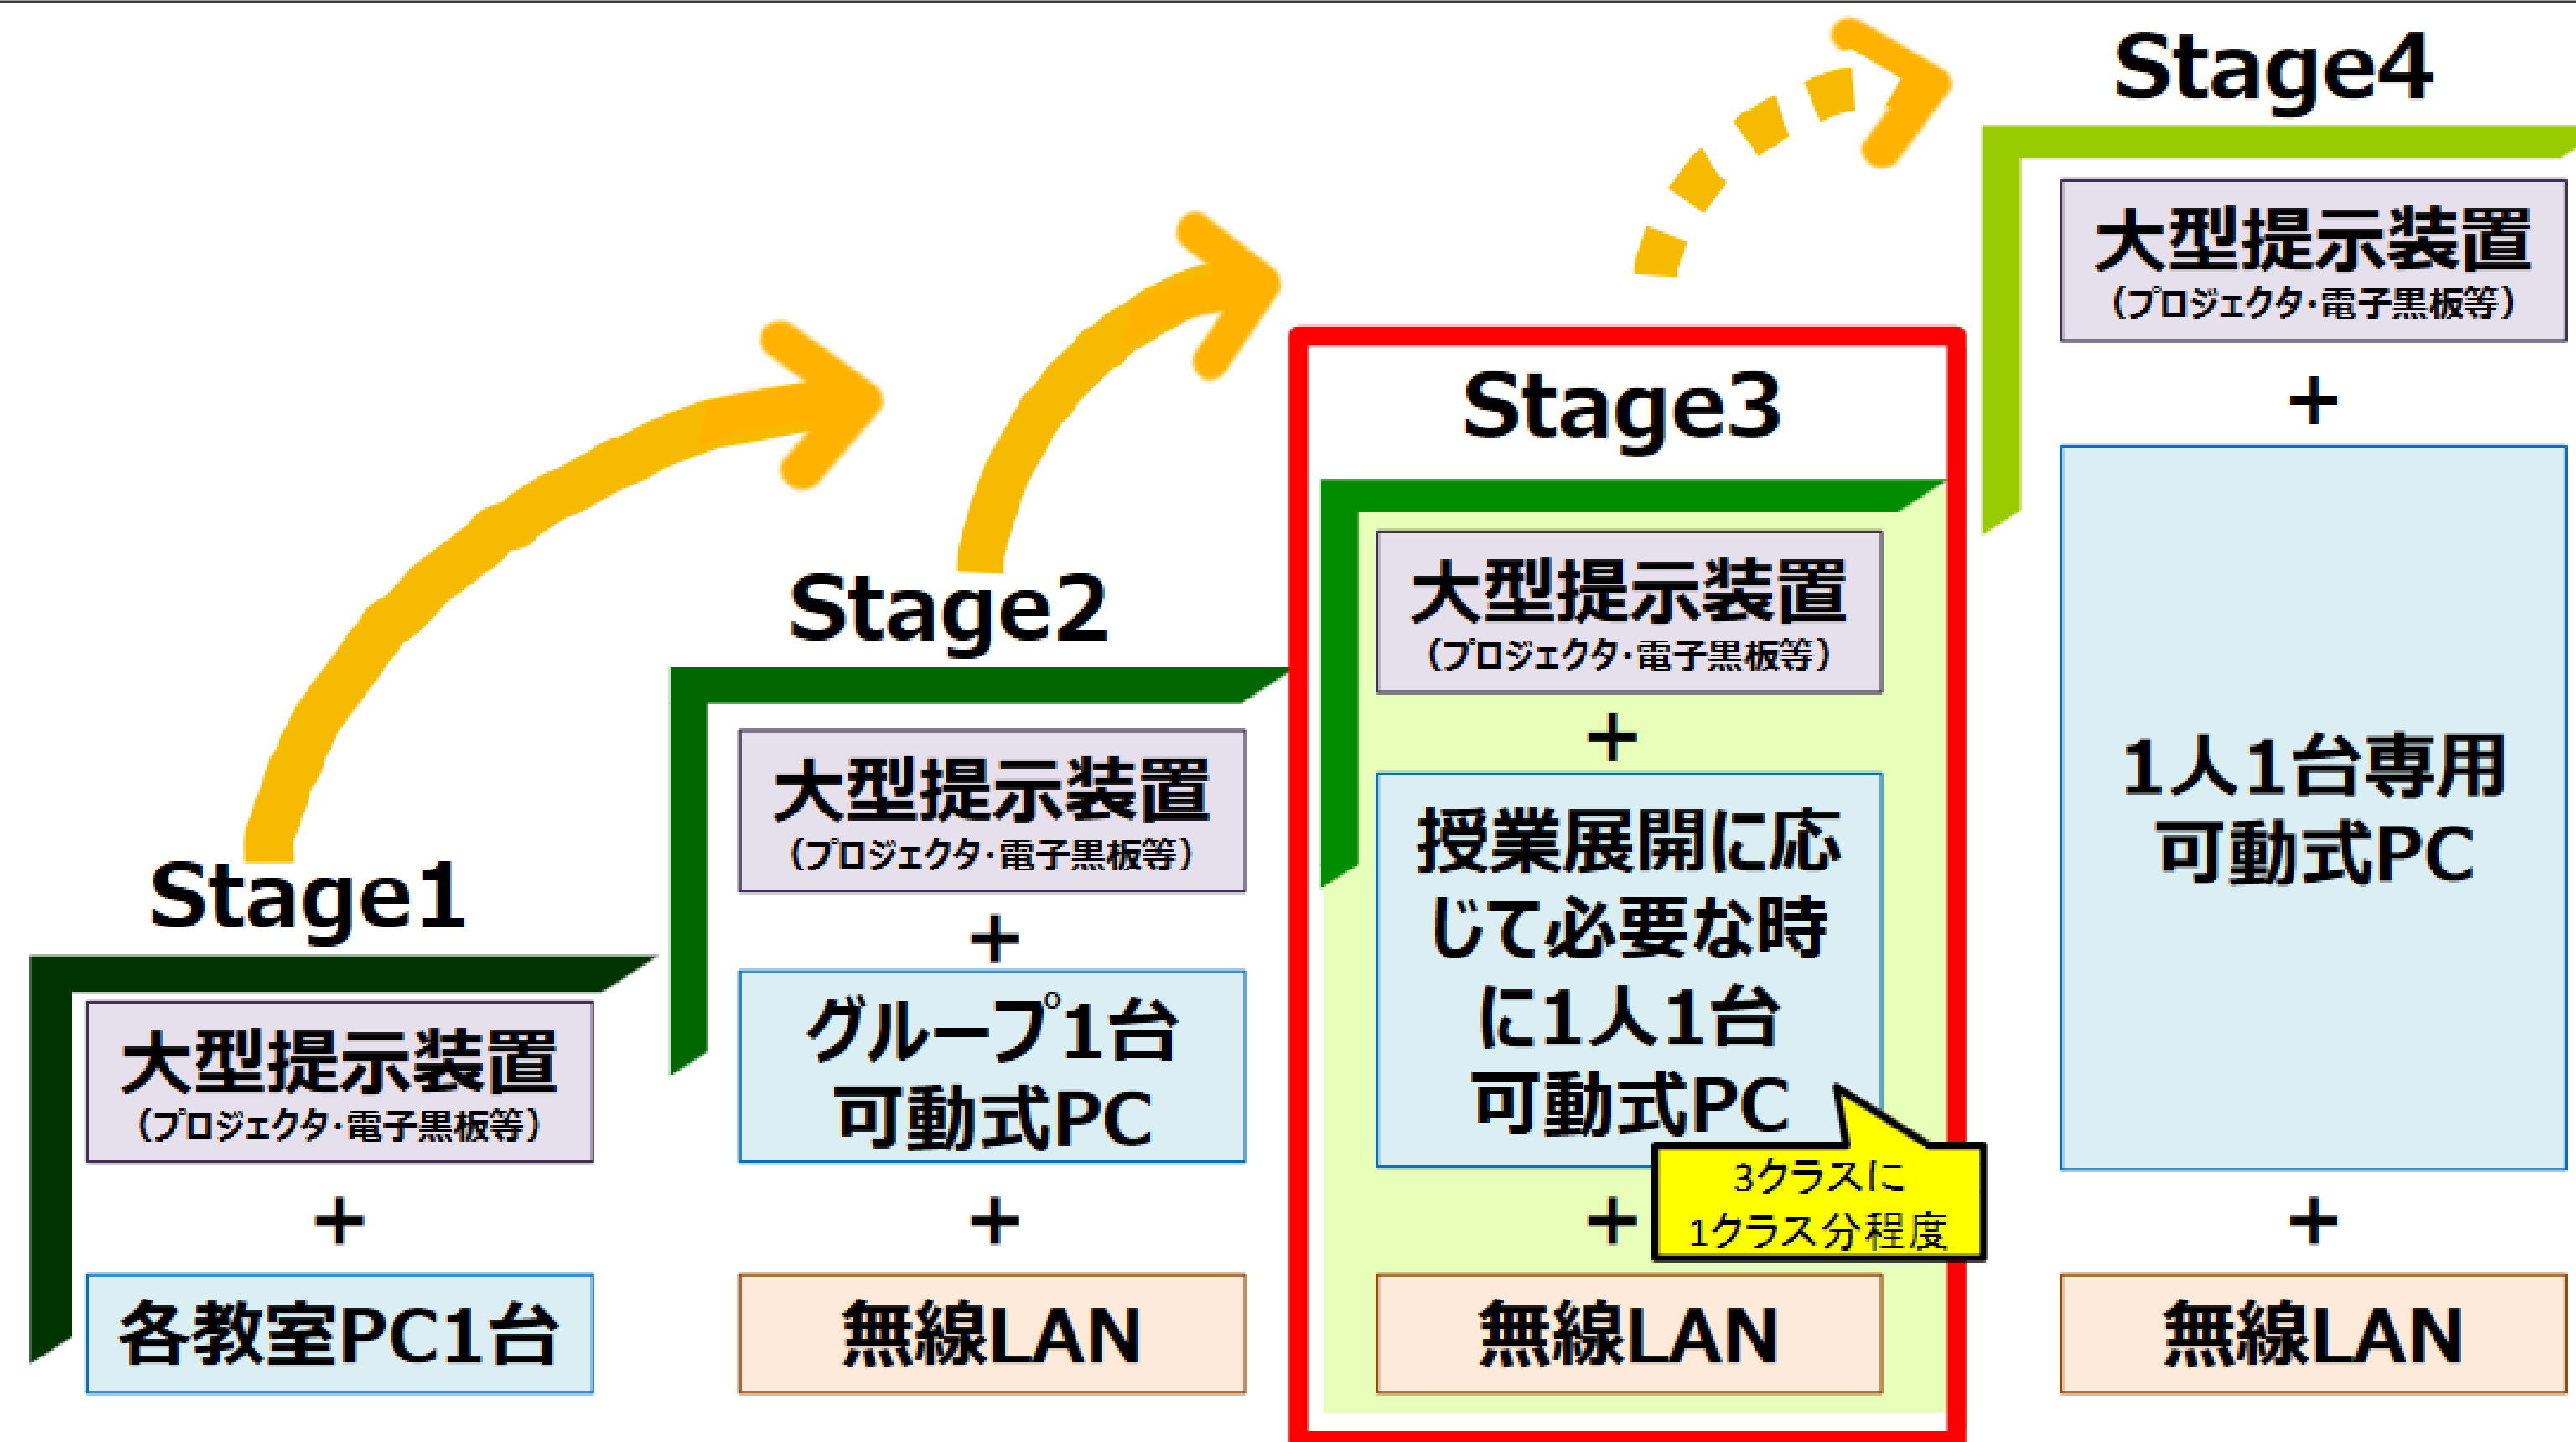 Stage1
大型提示装置
（プロジェクタ・電子黒板等）
+
各教室PC1台
Stage2
大型提示装置
（プロジェクタ・電子黒板等）
+
グループ1台
可動式PC
+
無線LAN
Stage3
大型提示装置
（プロジェクタ・電子黒板等）
+
授業展開に応
じて必要な時
に1人1台
可動式PC
3クラスに
1クラス分程度
+
無線LAN
Stage4
大型提示装置
（プロジェクタ・電子黒板等）
+
1人1台専用
可動式PC
+
無線LAN